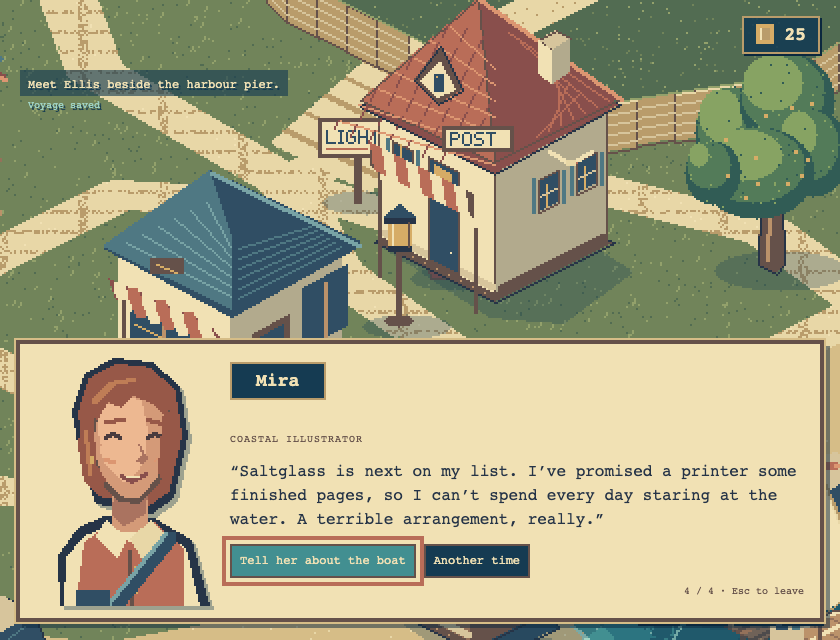 25
Meet Ellis beside the harbour pier.
Voyage saved
LIGH
POST
Mira
COASTAL ILLUSTRATOR
“Saltglass is next on my list. I’ve promised a printer some
finished pages, so I can’t spend every day staring at the
water. A terrible arrangement, really.”
Tell her about the boat
Another time
4 / 4 · Esc to leave